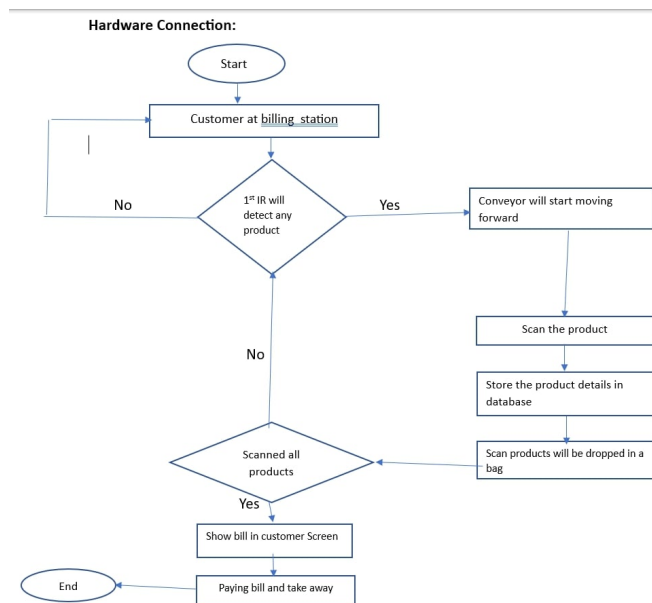 Hardware Connection:
Start
Customer at billing station
No
1st IR will
detect any
product
Yes
Conveyor will start moving
forward
Scan the product
Store the product details in
database
Scan products will be dropped in a
bag
No
Scanned all
products
Yes
Show bill in customer Screen
Paying bill and take away
End